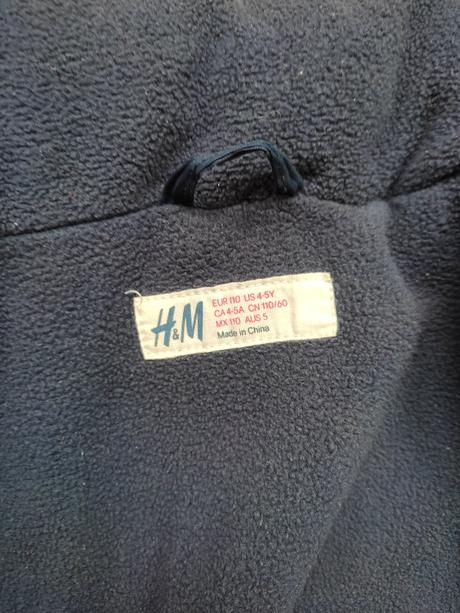 H&M
EUR 110 US 4-5Y
CA 4-5A CN 110/60
MX 110 AUS 5
Made in China